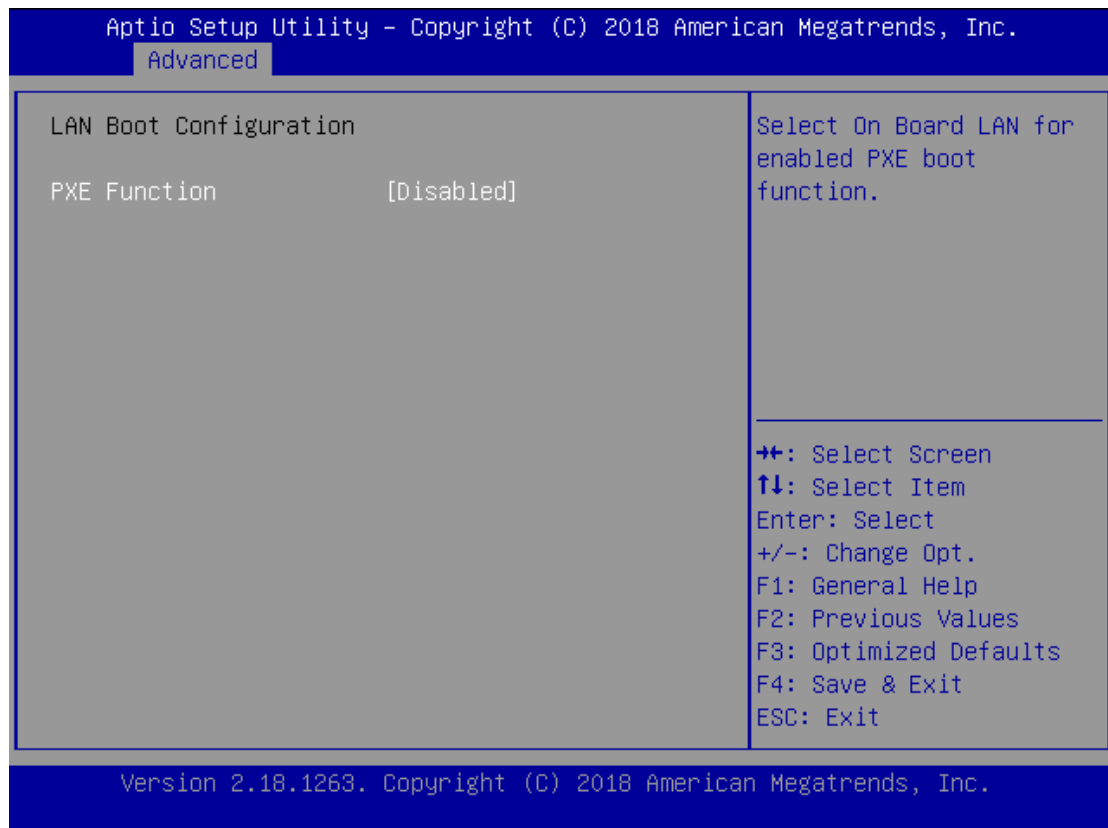 Aptio Setup Utility – Copyright (C) 2018 American Megatrends, Inc.
Advanced
LAN Boot Configuration
PXE Function [Disabled]
Select On Board LAN for
enabled PXE boot
function.
→←: Select Screen
↑↓: Select Item
Enter: Select
+/-: Change Opt.
F1: General Help
F2: Previous Values
F3: Optimized Defaults
F4: Save & Exit
ESC: Exit
Version 2.18.1263. Copyright (C) 2018 American Megatrends, Inc.